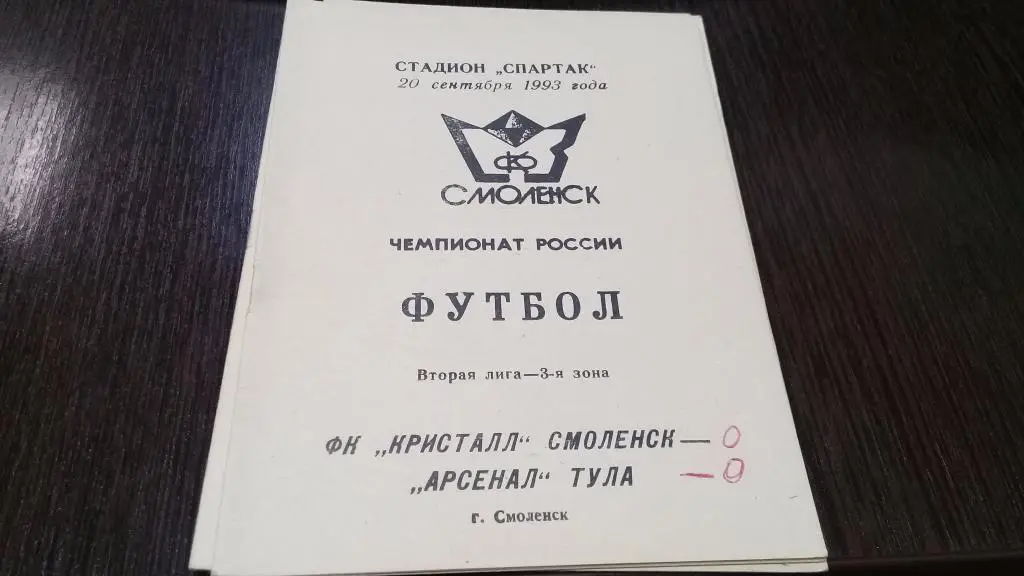 СТАДИОН „СПАРТАК“
20 сентября 1993 года
СМОЛЕНСК
ЧЕМПИОНАТ РОССИИ
ФУТБОЛ
Вторая лига—3-я зона
ФК „КРИСТАЛЛ“ СМОЛЕНСК — 0
„АРСЕНАЛ“ ТУЛА — 0
г. Смоленск